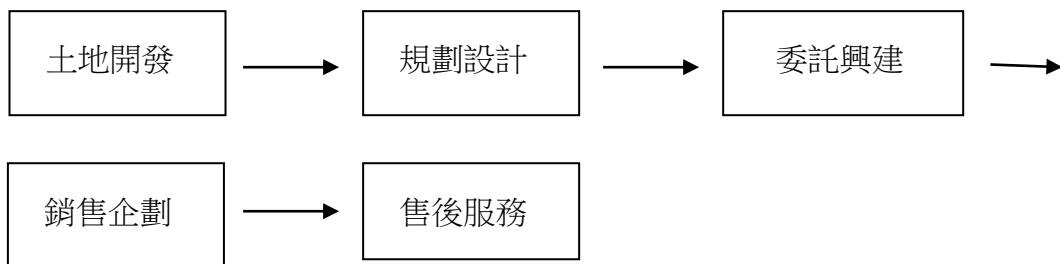 土地開發
規劃設計
委託興建
銷售企劃
售後服務